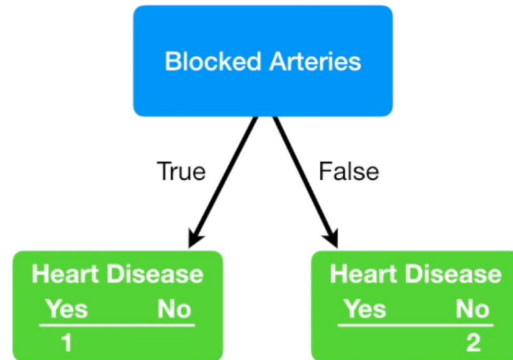 Blocked Arteries
True False
Heart Disease Heart Disease
Yes No Yes No
1 2